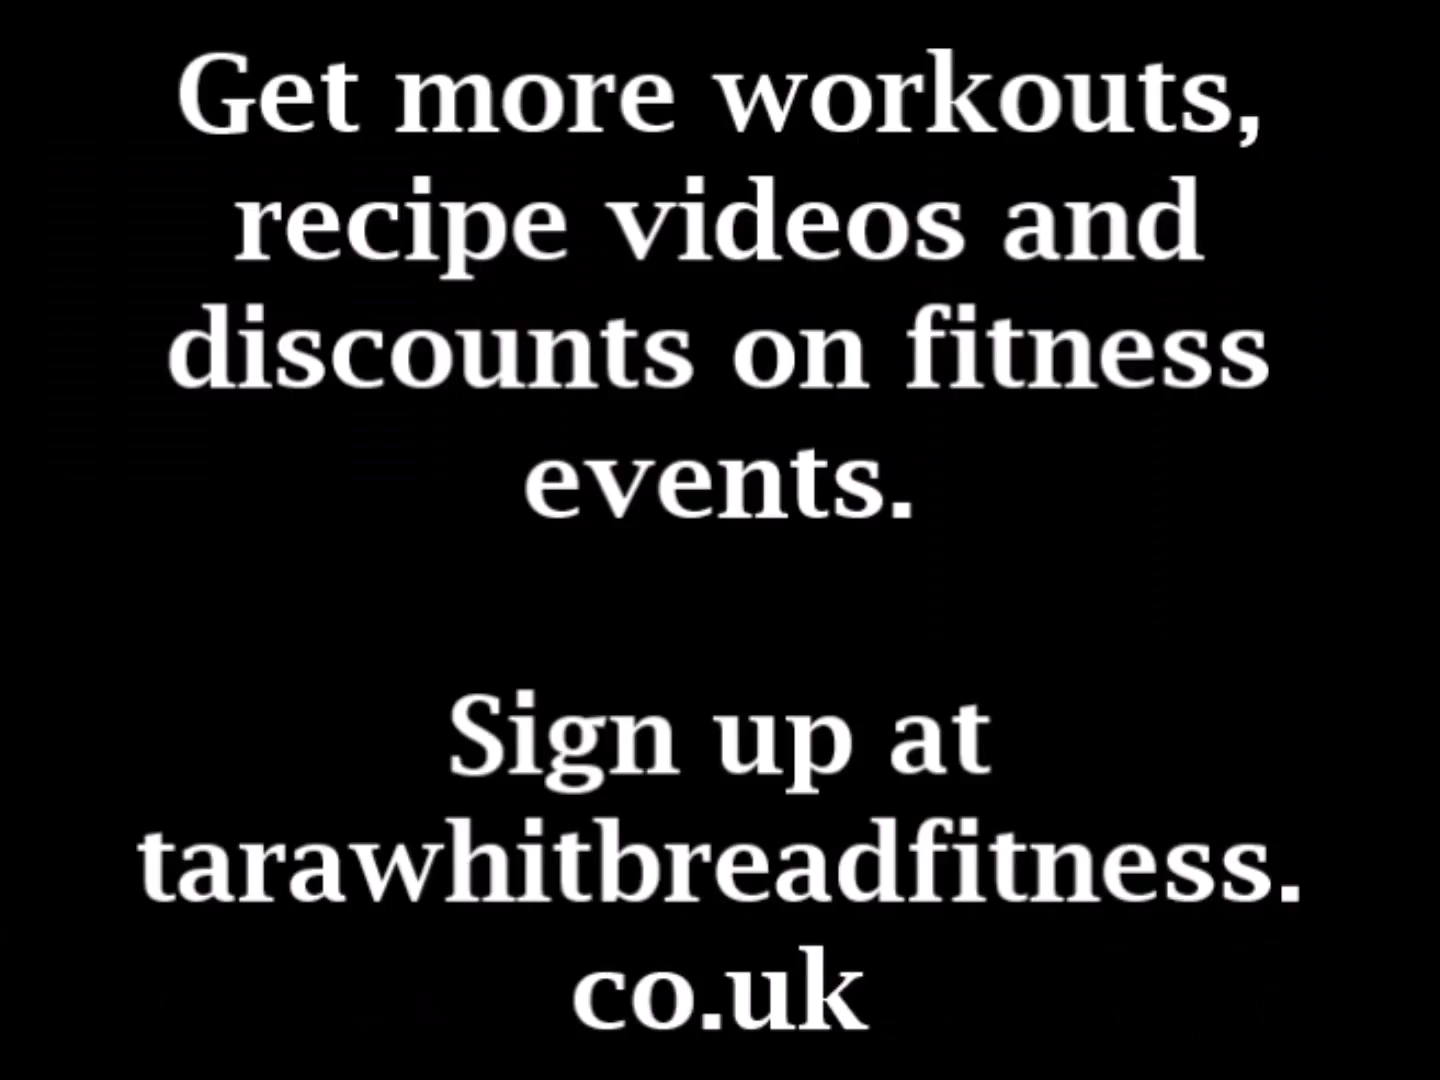 Get more workouts,
recipe videos and
discounts on fitness
events.
Sign up at
tarawhitbreadfitness.
co.uk